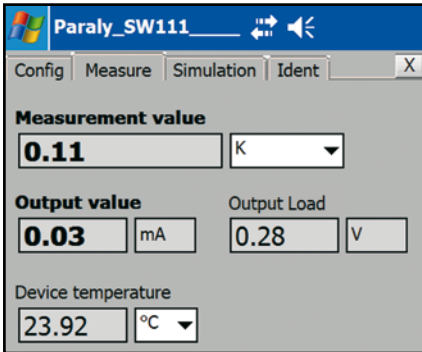 Paraly_SW111____
Config Measure Simulation Ident X
Measurement value
0.11 K
Output value Output Load
0.03 mA 0.28 V
Device temperature
23.92 °C